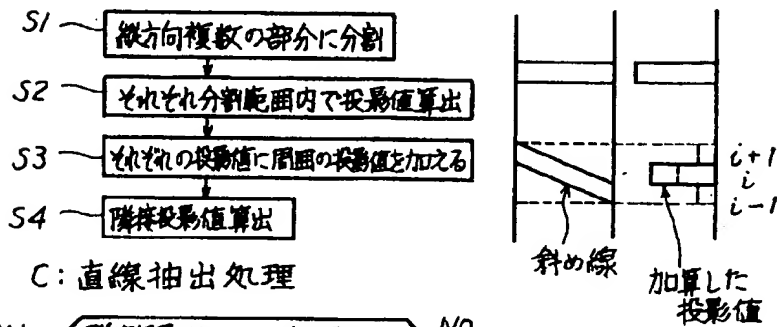 S1 縦方向複数の部分に分割
S2 それぞれ分割範囲内で投影値算出
S3 それぞれの投影値に周囲の投影値を加える
S4 隣接投影値算出
i+1
i
i-1
斜め線
加算した
投影値
C:直線抽出処理
NO